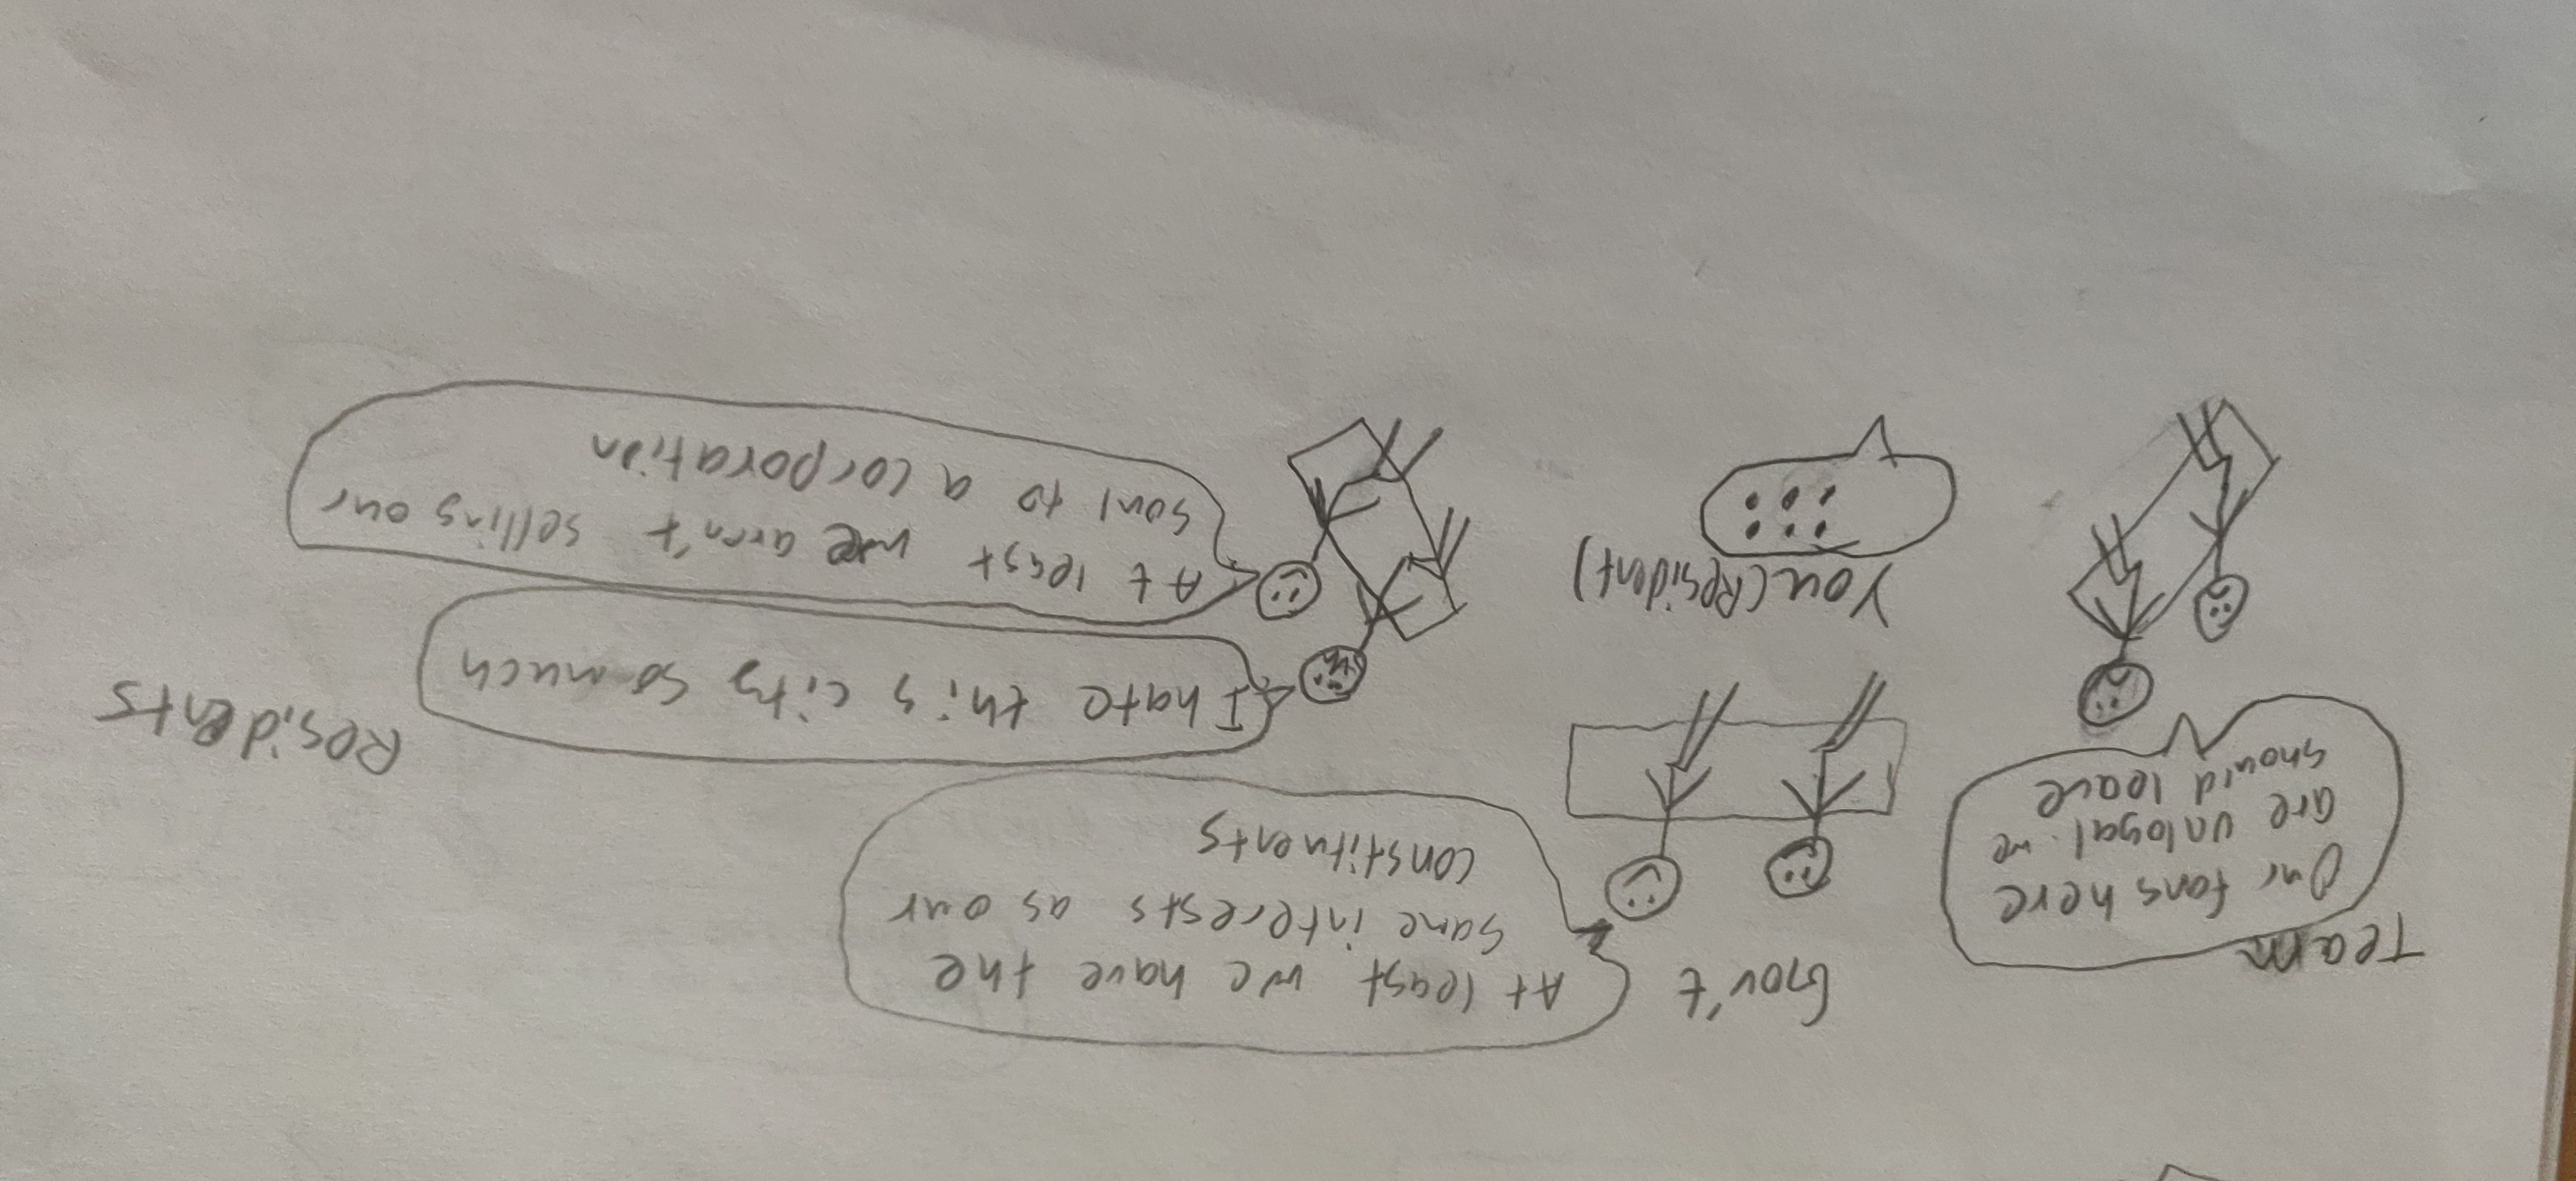 Team
Our fans here
are unloyal. we
should leave
Gov't
At least we have the
same interests as our
constituents
Residents
I hate this city so much
At least we aren't selling our
soul to a corporation
You (Resident)